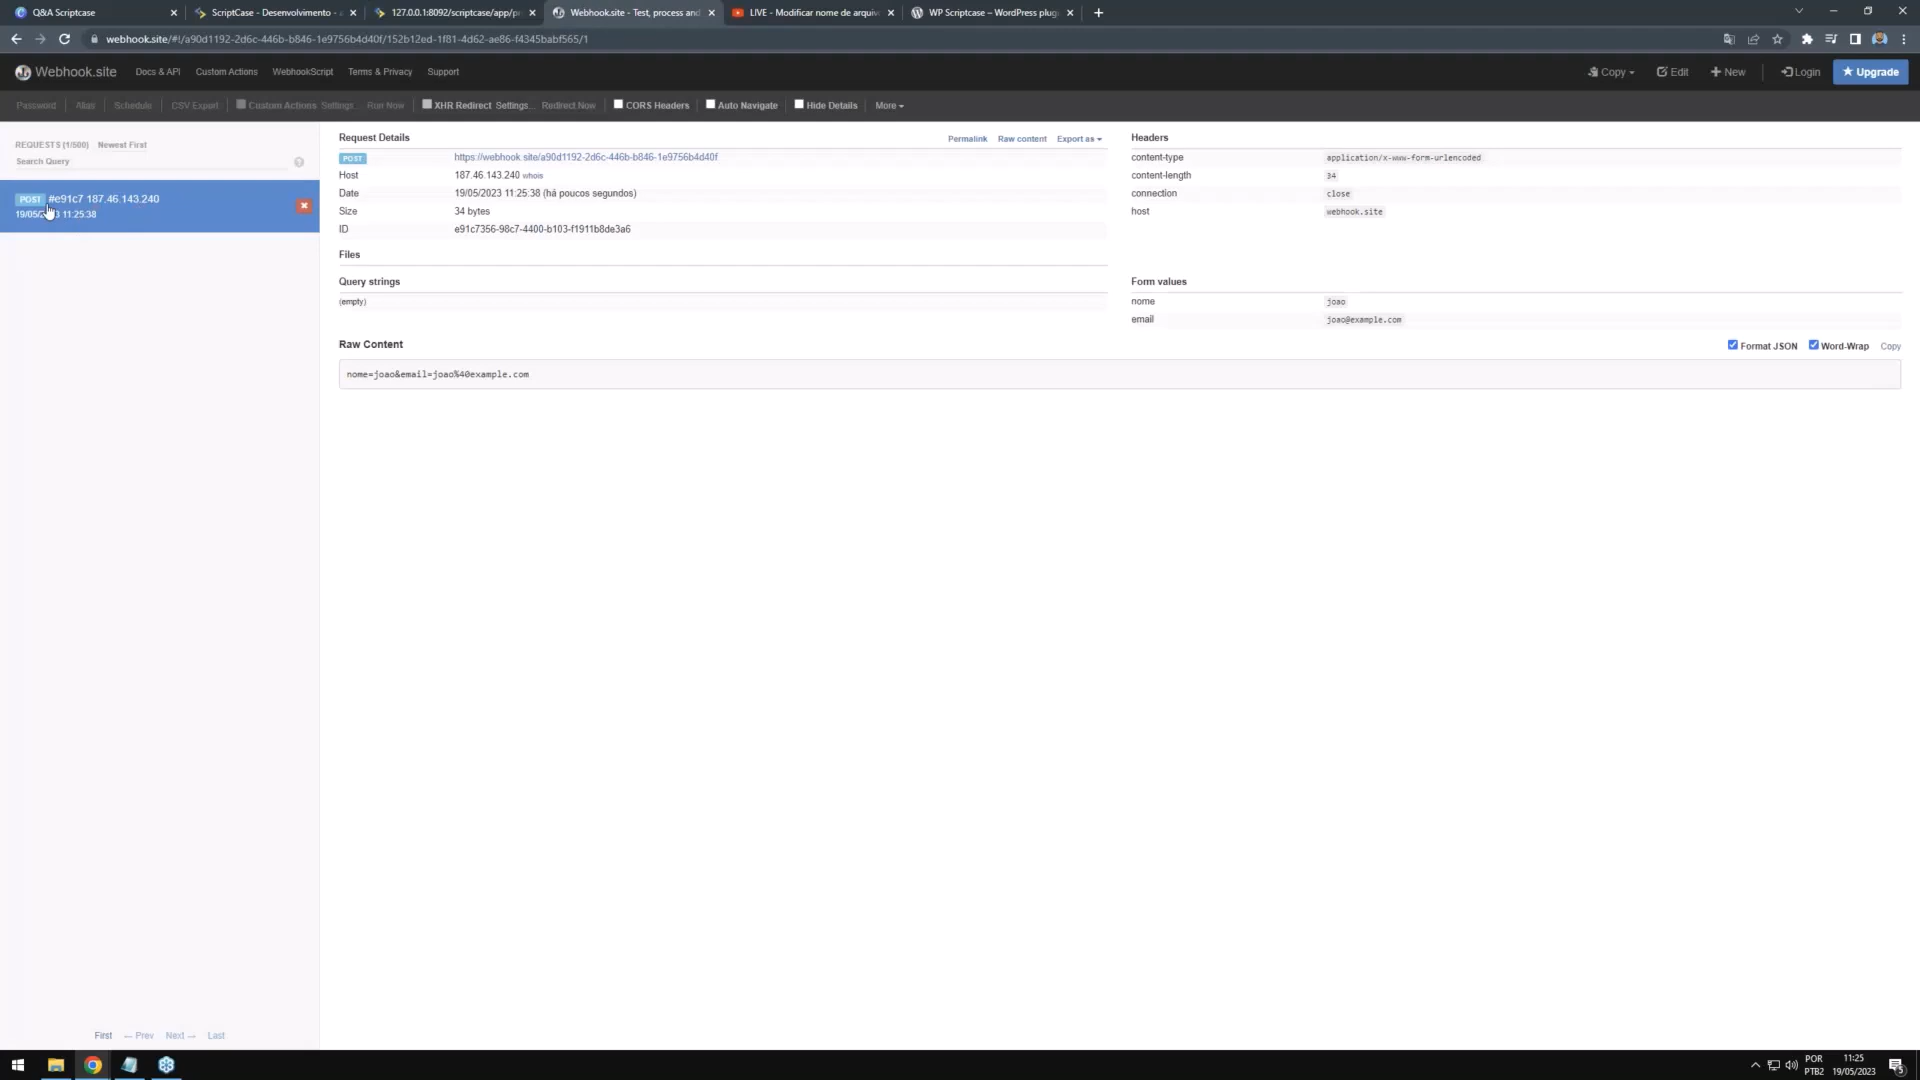 Q&A Scriptcase
ScriptCase - Desenvolvimento -
127.0.0.1:8092/scriptcase/app/pr
Webhook.site - Test, process and
LIVE - Modificar nome de arquiv
WP Scriptcase – WordPress plug
webhook.site/#!/a90d1192-2d6c-446b-b846-1e9756b4d40f/152b12ed-1f81-4d62-ae86-f4345babf565/1
Webhook.site Docs & API Custom Actions WebhookScript Terms & Privacy Support Copy Edit New Login Upgrade
Password Alias Schedule CSV Export Custom Actions Settings... Run Now XHR Redirect Settings... Redirect Now CORS Headers Auto Navigate Hide Details More
REQUESTS (1/500) Newest First
Search Query
POST #e91c7 187.46.143.240
19/05/2023 11:25:38
Request Details Permalink Raw content Export as
POST https://webhook.site/a90d1192-2d6c-446b-b846-1e9756b4d40f
Host 187.46.143.240 whois
Date 19/05/2023 11:25:38 (há poucos segundos)
Size 34 bytes
ID e91c7356-98c7-4400-b103-f1911b8de3a6
Files
Headers
content-type application/x-www-form-urlencoded
content-length 34
connection close
host webhook.site
Query strings
(empty)
Form values
nome joao
email joao@example.com
Raw Content Format JSON Word-Wrap Copy
nome=joao&email=joao%40example.com
First ← Prev Next → Last
POR
PTB2
11:25
19/05/2023
5